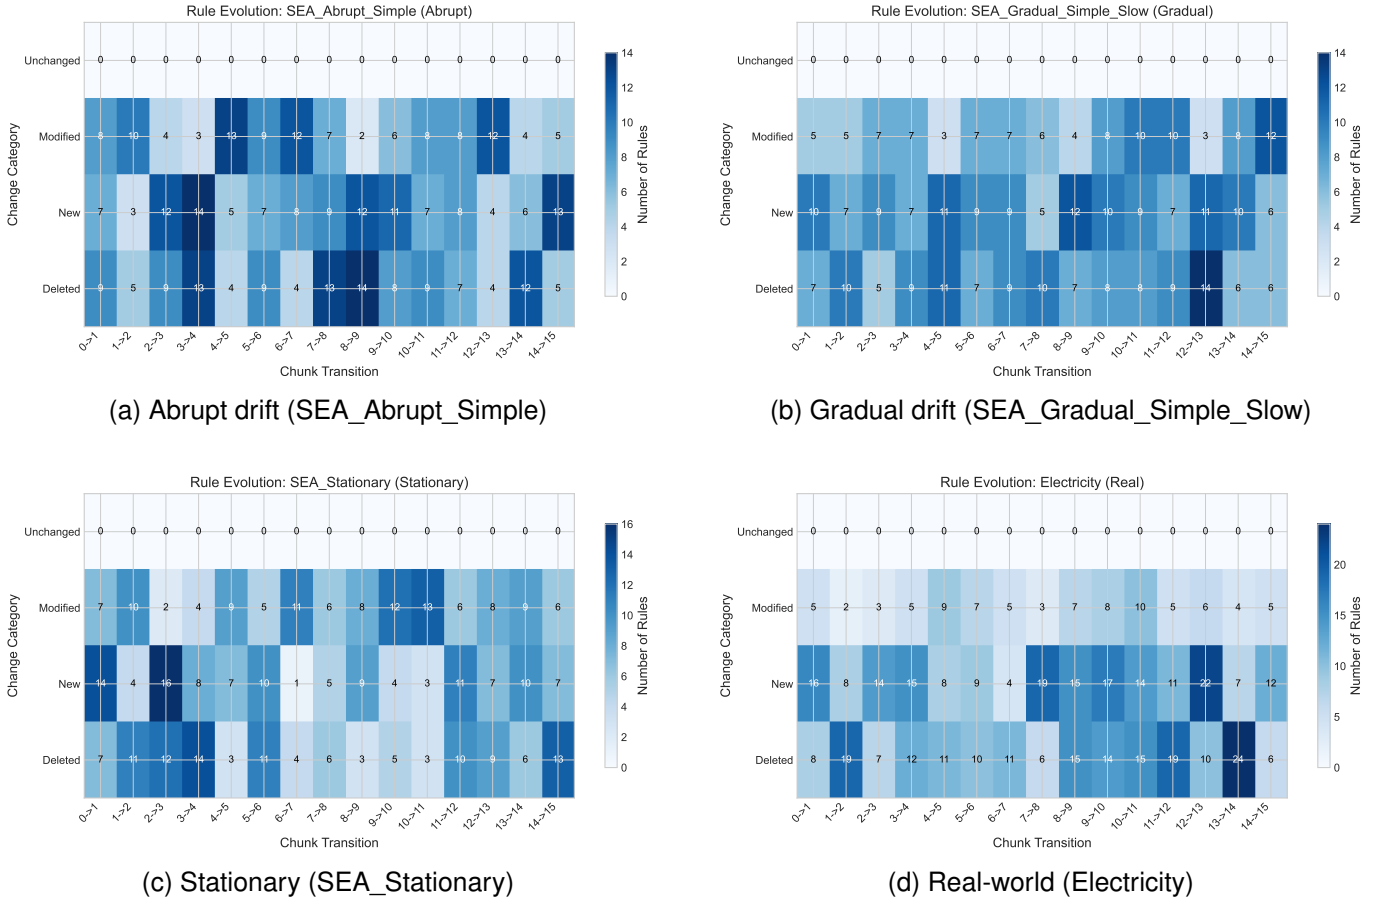 Rule Evolution: SEA_Abrupt_Simple (Abrupt)
Change Category
Unchanged 0 0 0 0 0 0 0 0 0 0 0 0 0 0 0
Modified 8 10 4 3 13 9 12 7 2 6 8 8 12 4 5
New 7 3 12 14 5 7 8 9 12 11 7 8 4 6 13
Deleted 9 5 9 13 4 9 4 13 14 8 9 7 4 12 5
0->1 1->2 2->3 3->4 4->5 5->6 6->7 7->8 8->9 9->10 10->11 11->12 12->13 13->14 14->15
Chunk Transition
14
12
10
8
6
4
2
0
Number of Rules
(a) Abrupt drift (SEA_Abrupt_Simple)
Rule Evolution: SEA_Gradual_Simple_Slow (Gradual)
Change Category
Unchanged 0 0 0 0 0 0 0 0 0 0 0 0 0 0 0
Modified 5 5 7 7 3 7 7 6 4 8 10 10 3 8 12
New 10 7 9 7 11 9 9 5 12 10 9 7 11 10 6
Deleted 7 10 5 9 11 7 9 10 7 8 8 9 14 6 6
0->1 1->2 2->3 3->4 4->5 5->6 6->7 7->8 8->9 9->10 10->11 11->12 12->13 13->14 14->15
Chunk Transition
14
12
10
8
6
4
2
0
Number of Rules
(b) Gradual drift (SEA_Gradual_Simple_Slow)
Rule Evolution: SEA_Stationary (Stationary)
Change Category
Unchanged 0 0 0 0 0 0 0 0 0 0 0 0 0 0 0
Modified 7 10 2 4 9 5 11 6 8 12 13 6 8 9 6
New 14 4 16 8 7 10 1 5 9 4 3 11 7 10 7
Deleted 7 11 12 14 3 11 4 6 3 5 3 10 9 6 13
0->1 1->2 2->3 3->4 4->5 5->6 6->7 7->8 8->9 9->10 10->11 11->12 12->13 13->14 14->15
Chunk Transition
16
14
12
10
8
6
4
2
0
Number of Rules
(c) Stationary (SEA_Stationary)
Rule Evolution: Electricity (Real)
Change Category
Unchanged 0 0 0 0 0 0 0 0 0 0 0 0 0 0 0
Modified 5 2 3 5 9 7 5 3 7 8 10 5 6 4 5
New 16 8 14 15 8 9 4 19 15 17 14 11 22 7 12
Deleted 8 19 7 12 11 10 11 6 15 14 15 19 10 24 6
0->1 1->2 2->3 3->4 4->5 5->6 6->7 7->8 8->9 9->10 10->11 11->12 12->13 13->14 14->15
Chunk Transition
20
15
10
5
0
Number of Rules
(d) Real-world (Electricity)